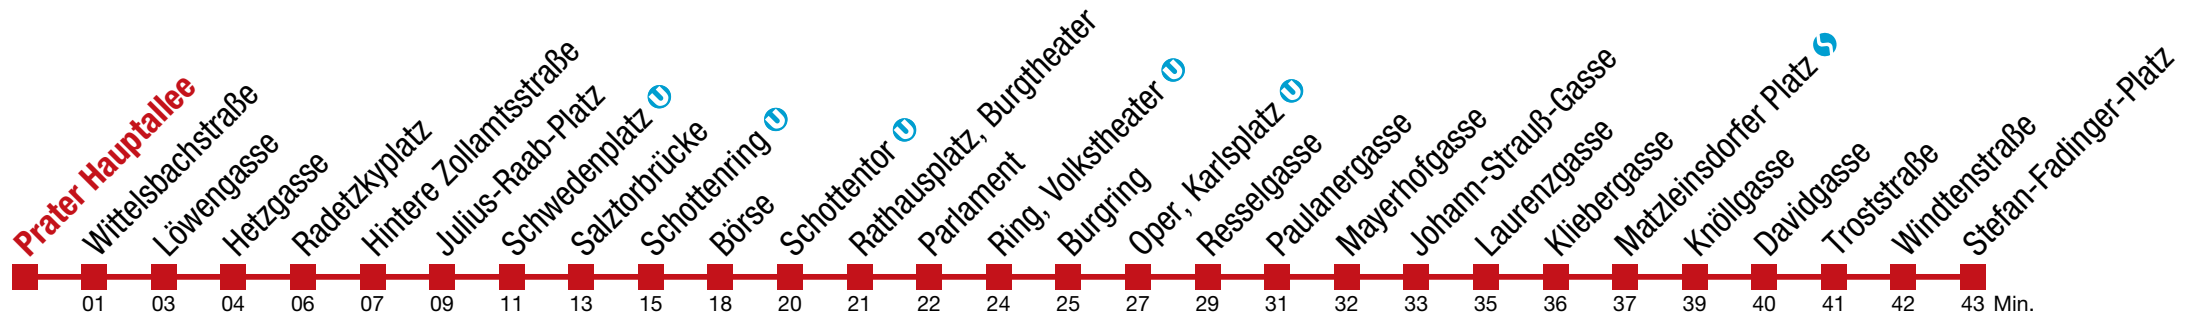 Prater Hauptallee
Wittelsbachstraße
Löwengasse
Hetzgasse
Radetzkyplatz
Hintere Zollamtsstraße
Julius-Raab-Platz
Schwedenplatz U
Salztorbrücke
Schottenring U
Börse
Schottentor U
Rathausplatz, Burgtheater
Parlament
Ring, Volkstheater U
Burgring
Oper, Karlsplatz U
Resselgasse
Paulanergasse
Mayerhofgasse
Johann-Strauß-Gasse
Laurenzgasse
Kliebergasse
Matzleinsdorfer Platz S
Knöllgasse
Davidgasse
Troststraße
Windtenstraße
Stefan-Fadinger-Platz
01 03 04 06 07 09 11 13 15 18 20 21 22 24 25 27 29 31 32 33 35 36 37 39 40 41 42 43 Min.